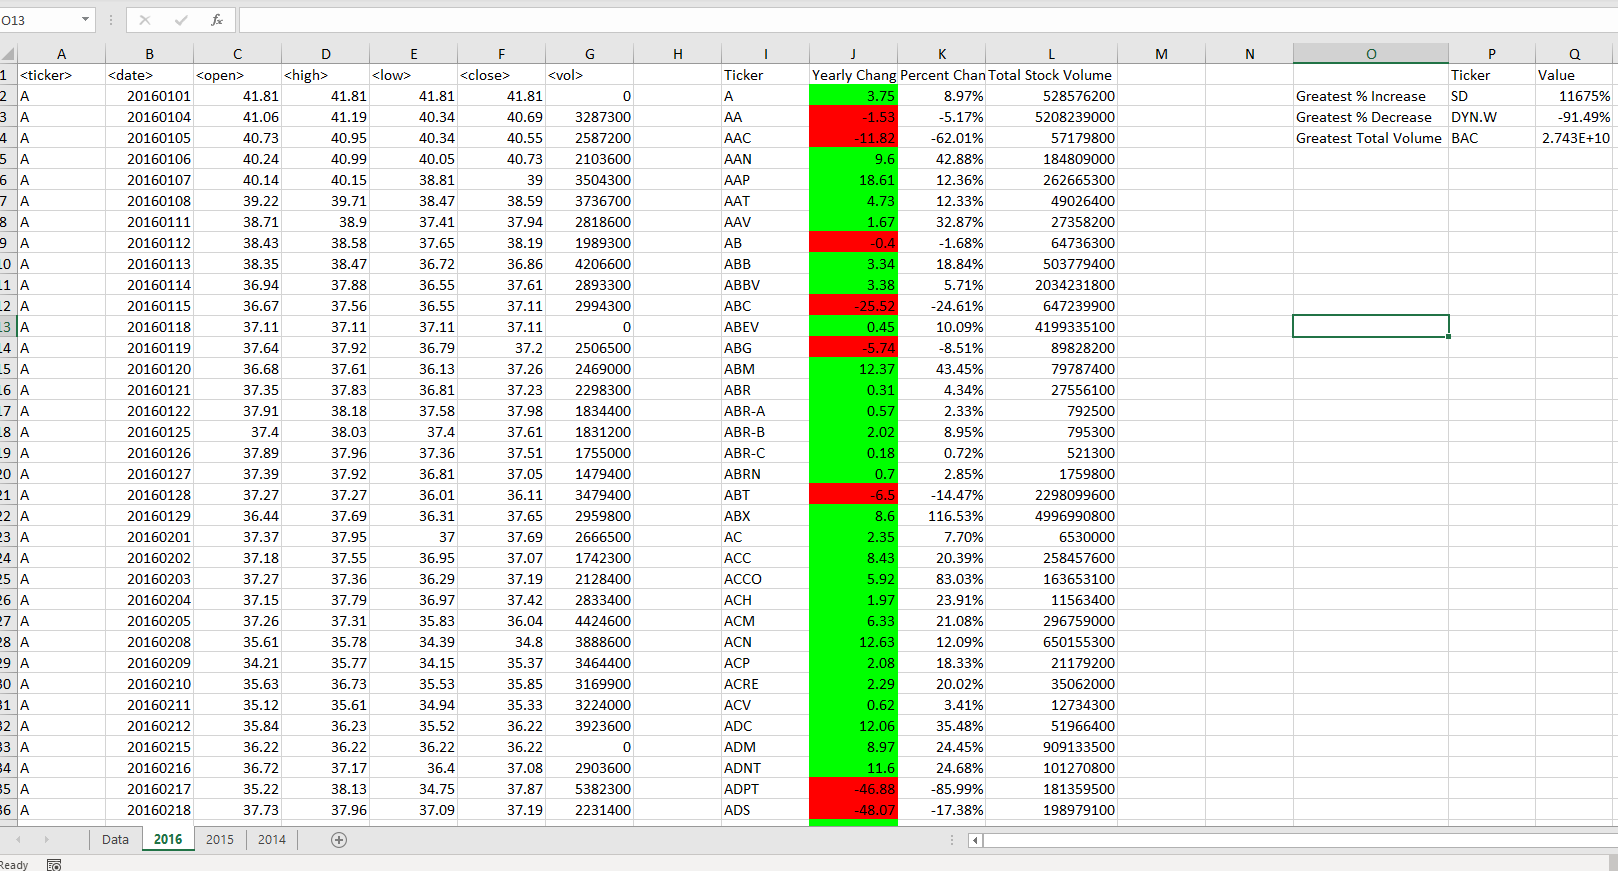 O13 fx
A B C D E F G H I J K L M N O P Q
1 <ticker> <date> <open> <high> <low> <close> <vol> Ticker Yearly Chang Percent Chan Total Stock Volume Ticker Value
2 A 20160101 41.81 41.81 41.81 41.81 0 A 3.75 8.97% 528576200 Greatest % Increase SD 11675%
3 A 20160104 41.06 41.19 40.34 40.69 3287300 AA -1.53 -5.17% 5208239000 Greatest % Decrease DYN.W -91.49%
4 A 20160105 40.73 40.95 40.34 40.55 2587200 AAC -11.82 -62.01% 57179800 Greatest Total Volume BAC 2.743E+10
5 A 20160106 40.24 40.99 40.05 40.73 2103600 AAN 9.6 42.88% 184809000
6 A 20160107 40.14 40.15 38.81 39 3504300 AAP 18.61 12.36% 262665300
7 A 20160108 39.22 39.71 38.47 38.59 3736700 AAT 4.73 12.33% 49026400
8 A 20160111 38.71 38.9 37.41 37.94 2818600 AAV 1.67 32.87% 27358200
9 A 20160112 38.43 38.58 37.65 38.19 1989300 AB -0.4 -1.68% 64736300
10 A 20160113 38.35 38.47 36.72 36.86 4206600 ABB 3.34 18.84% 503779400
11 A 20160114 36.94 37.88 36.55 37.61 2893300 ABBV 3.38 5.71% 2034231800
12 A 20160115 36.67 37.56 36.55 37.11 2994300 ABC -25.52 -24.61% 647239900
13 A 20160118 37.11 37.11 37.11 37.11 0 ABEV 0.45 10.09% 4199335100
14 A 20160119 37.64 37.92 36.79 37.2 2506500 ABG -5.74 -8.51% 89828200
15 A 20160120 36.68 37.61 36.13 37.26 2469000 ABM 12.37 43.45% 79787400
16 A 20160121 37.35 37.83 36.81 37.23 2298300 ABR 0.31 4.34% 27556100
17 A 20160122 37.91 38.18 37.58 37.98 1834400 ABR-A 0.57 2.33% 792500
18 A 20160125 37.4 38.03 37.4 37.61 1831200 ABR-B 2.02 8.95% 795300
19 A 20160126 37.89 37.96 37.36 37.51 1755000 ABR-C 0.18 0.72% 521300
20 A 20160127 37.39 37.92 36.81 37.05 1479400 ABRN 0.7 2.85% 1759800
21 A 20160128 37.27 37.27 36.01 36.11 3479400 ABT -6.5 -14.47% 2298099600
22 A 20160129 36.44 37.69 36.31 37.65 2959800 ABX 8.6 116.53% 4996990800
23 A 20160201 37.37 37.95 37 37.69 2666500 AC 2.35 7.70% 6530000
24 A 20160202 37.18 37.55 36.95 37.07 1742300 ACC 8.43 20.39% 258457600
25 A 20160203 37.27 37.36 36.29 37.19 2128400 ACCO 5.92 83.03% 163653100
26 A 20160204 37.15 37.79 36.97 37.42 2833400 ACH 1.97 23.91% 11563400
27 A 20160205 37.26 37.31 35.83 36.04 4424600 ACM 6.33 21.08% 296759000
28 A 20160208 35.61 35.78 34.39 34.8 3888600 ACN 12.63 12.09% 650155300
29 A 20160209 34.21 35.77 34.15 35.37 3464400 ACP 2.08 18.33% 21179200
30 A 20160210 35.63 36.73 35.53 35.85 3169900 ACRE 2.29 20.02% 35062000
31 A 20160211 35.12 35.61 34.94 35.33 3224000 ACV 0.62 3.41% 12734300
32 A 20160212 35.84 36.23 35.52 36.22 3923600 ADC 12.06 35.48% 51966400
33 A 20160215 36.22 36.22 36.22 36.22 0 ADM 8.97 24.45% 909133500
34 A 20160216 36.72 37.17 36.4 37.08 2903600 ADNT 11.6 24.68% 101270800
35 A 20160217 35.22 38.13 34.75 37.87 5382300 ADPT -46.88 -85.99% 181359500
36 A 20160218 37.73 37.96 37.09 37.19 2231400 ADS -48.07 -17.38% 198979100
Data 2016 2015 2014
Ready